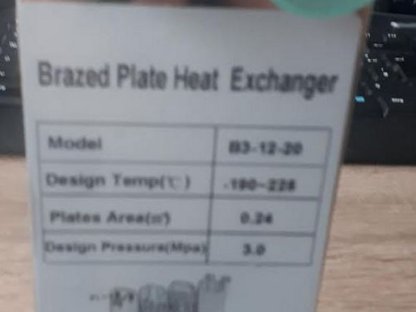 Brazed Plate Heat Exchanger
Model B3-12-20
Design Temp(℃) -190~228
Plates Area(㎡) 0.24
Design Pressure(Mpa) 3.0